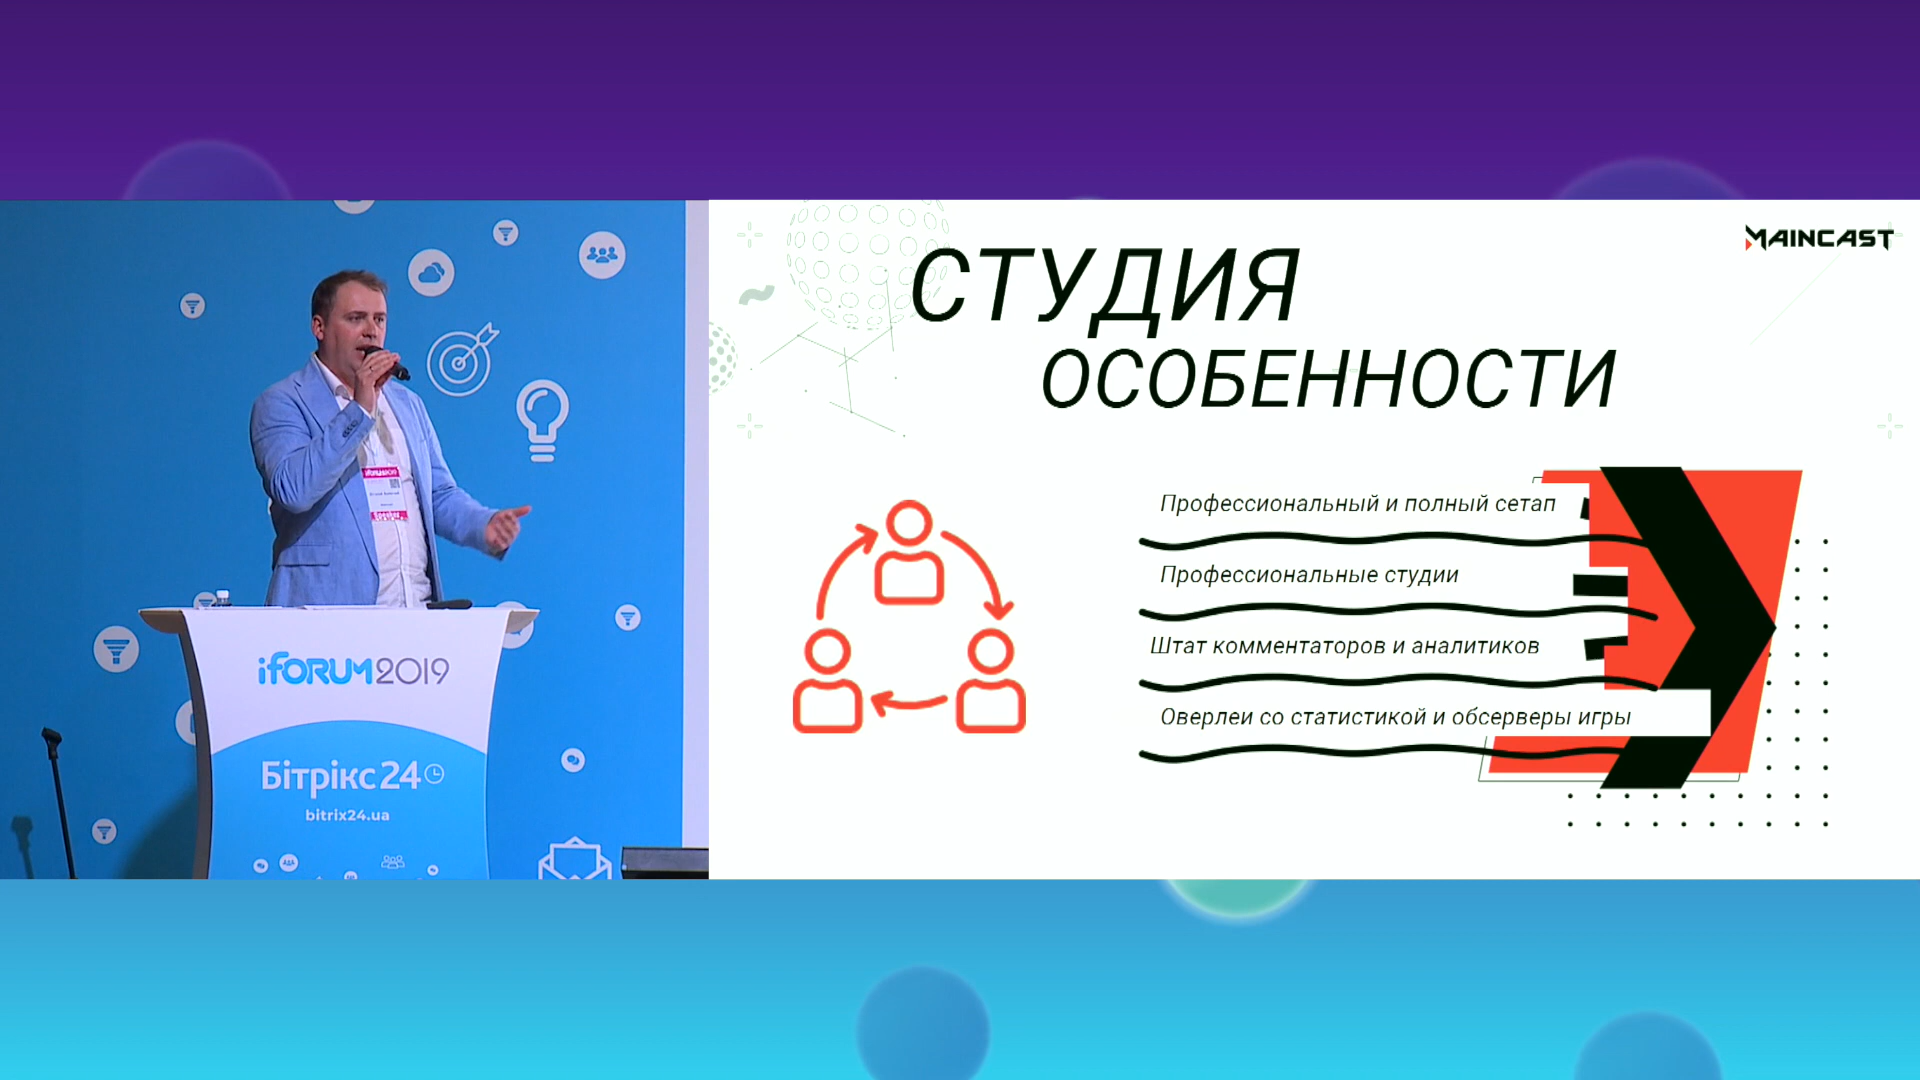 MAINCAST
СТУДИЯ
ОСОБЕННОСТИ
Профессиональный и полный сетап
Профессиональные студии
Штат комментаторов и аналитиков
Оверлеи со статистикой и обсерверы игры
iFORUM2019
Бітрікс24
bitrix24.ua
Speaker